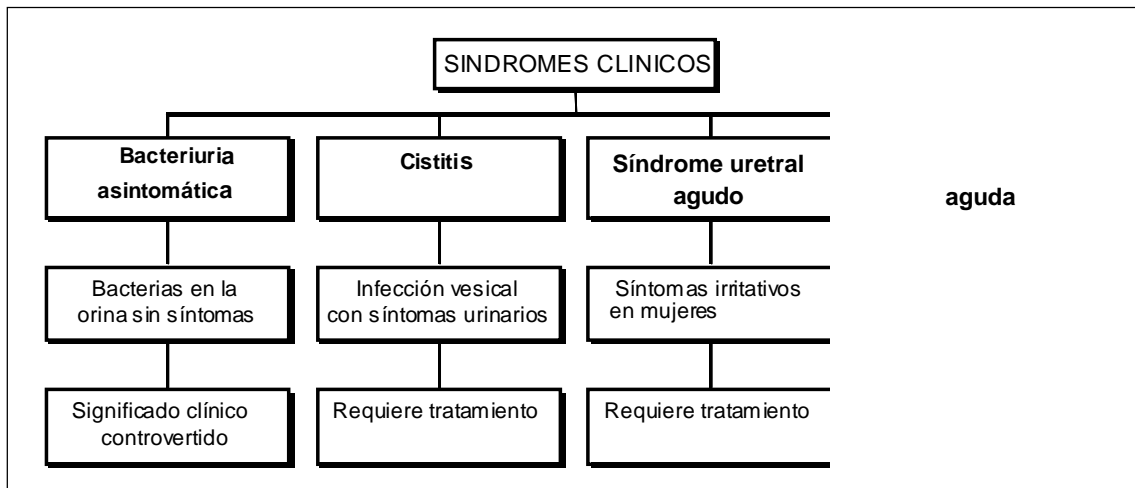 SINDROMES CLINICOS
Bacteriuria
asintomática
Cistitis
Síndrome uretral
agudo
aguda
Bacterias en la
orina sin síntomas
Infección vesical
con síntomas urinarios
Síntomas irritativos
en mujeres
Significado clínico
controvertido
Requiere tratamiento
Requiere tratamiento